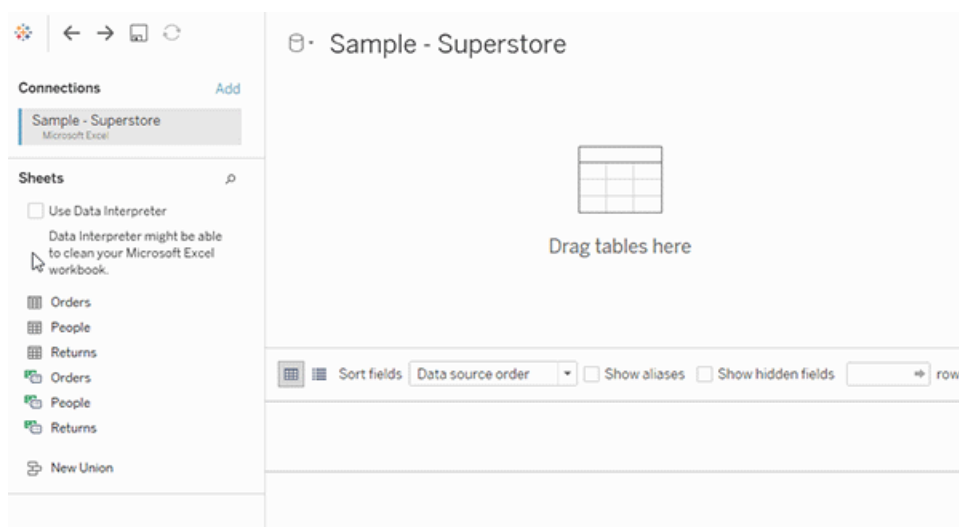 Sample - Superstore
Connections
Add
Sample - Superstore
Microsoft Excel
Sheets
Use Data Interpreter
Data Interpreter might be able
to clean your Microsoft Excel
workbook.
Orders
People
Returns
Orders
People
Returns
New Union
Drag tables here
Sort fields
Data source order
Show aliases
Show hidden fields
row